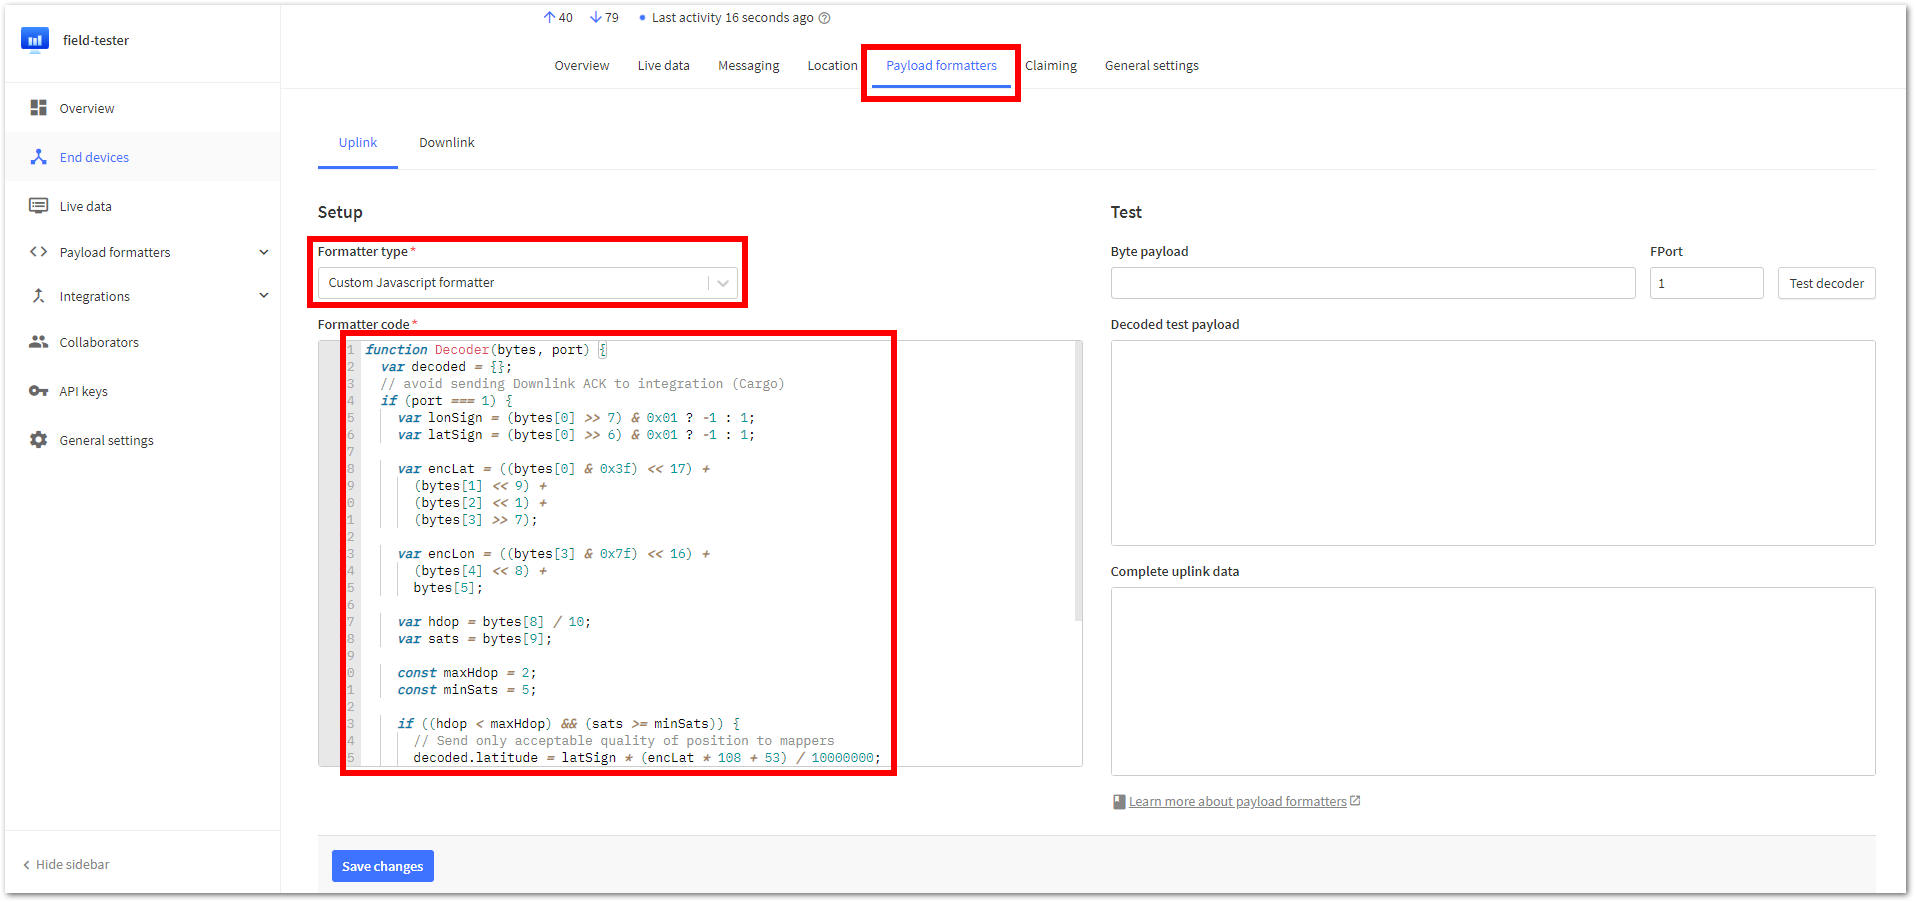 field-tester
40 79 Last activity 16 seconds ago
Overview Live data Messaging Location Payload formatters Claiming General settings
Overview
End devices
Live data
Payload formatters
Integrations
Collaborators
API keys
General settings
Hide sidebar
Uplink Downlink
Setup
Formatter type *
Custom Javascript formatter
Formatter code *
1 function Decoder(bytes, port) {
2 var decoded = {};
3 // avoid sending Downlink ACK to integration (Cargo)
4 if (port === 1) {
5 var lonSign = (bytes[0] >> 7) & 0x01 ? -1 : 1;
6 var latSign = (bytes[0] >> 6) & 0x01 ? -1 : 1;
7
8 var encLat = ((bytes[0] & 0x3f) << 17) +
9 (bytes[1] << 9) +
0 (bytes[2] << 1) +
1 (bytes[3] >> 7);
2
3 var encLon = ((bytes[3] & 0x7f) << 16) +
4 (bytes[4] << 8) +
5 bytes[5];
6
7 var hdop = bytes[8] / 10;
8 var sats = bytes[9];
9
0 const maxHdop = 2;
1 const minSats = 5;
2
3 if ((hdop < maxHdop) && (sats >= minSats)) {
4 // Send only acceptable quality of position to mappers
5 decoded.latitude = latSign * (encLat * 108 + 53) / 10000000;
Save changes
Test
Byte payload FPort
1 Test decoder
Decoded test payload
Complete uplink data
Learn more about payload formatters